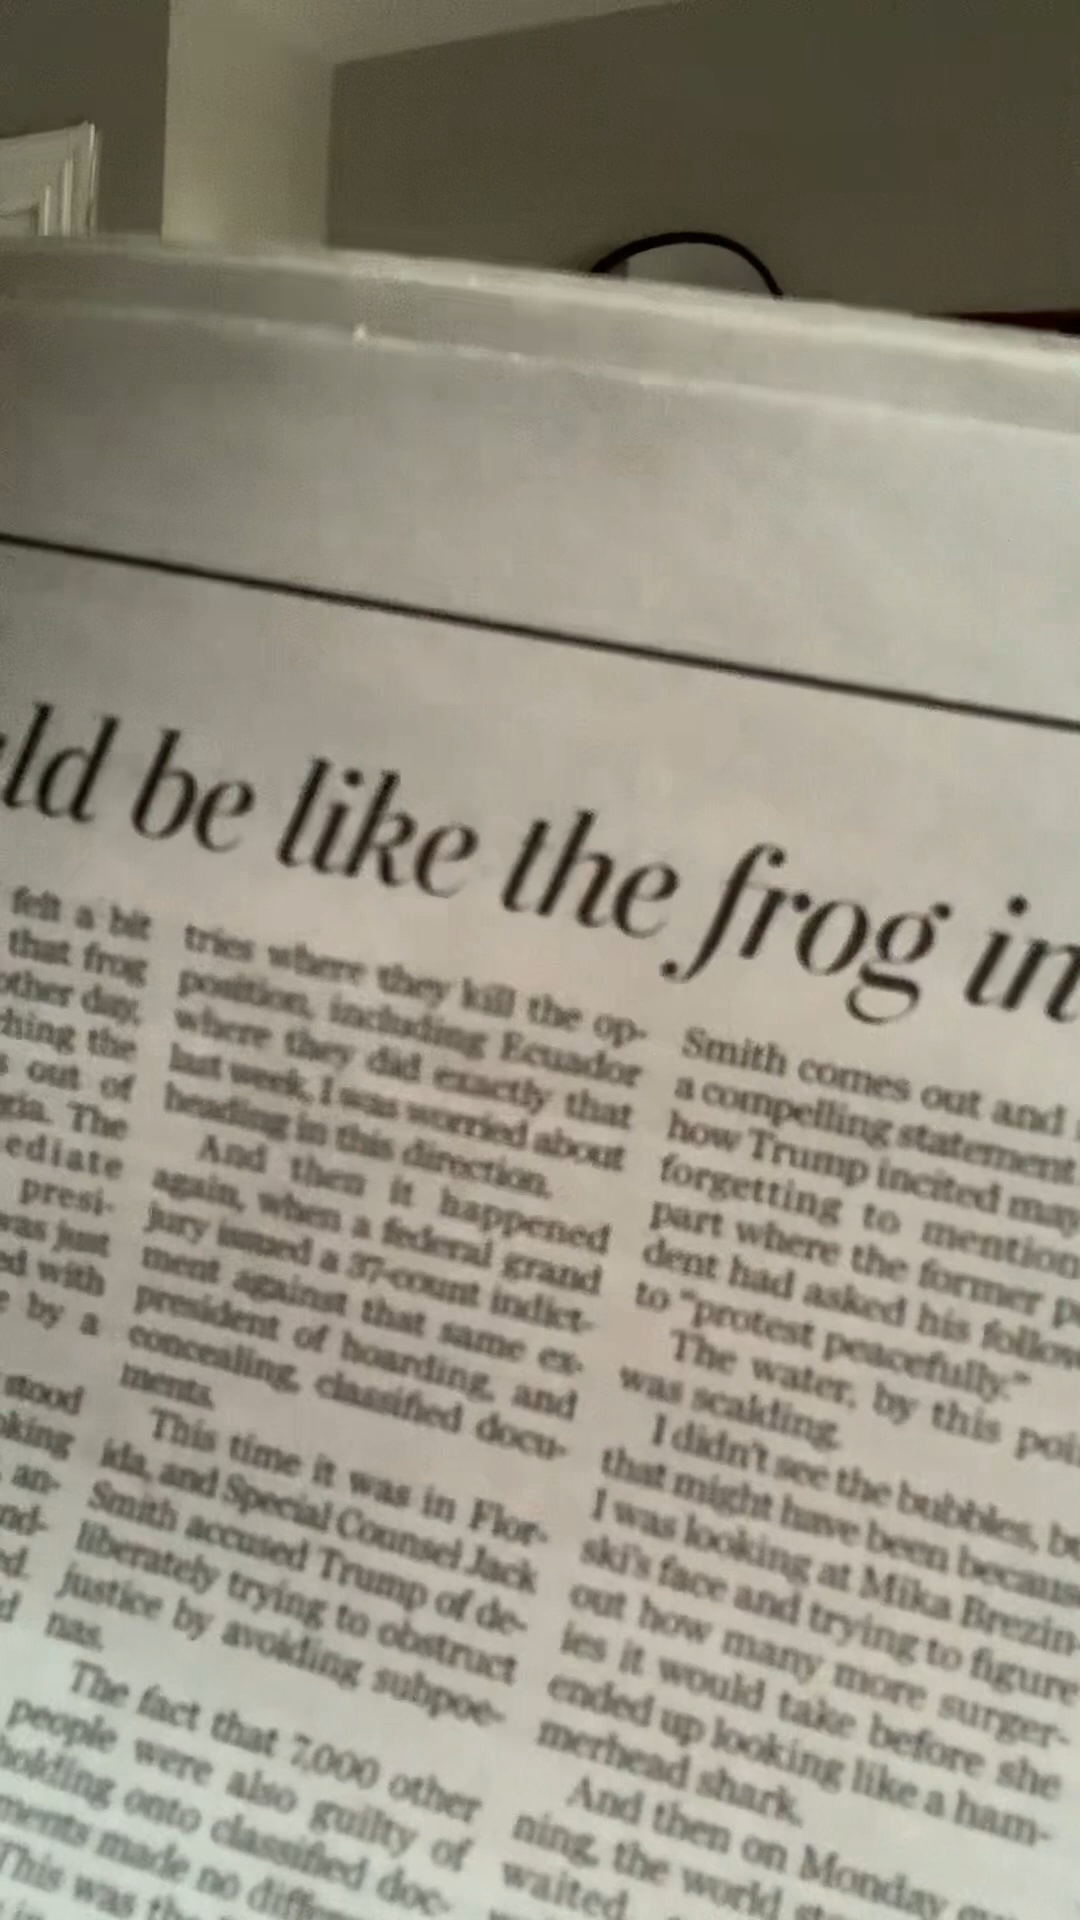 ld be like the frog in
felt a bit
that frog
other day,
ching the
s out of
gia. The
ediate
presi-
was just
ed with
e by a
stood
oking
an-
nd-
ed.
tries where they kill the op-
position, including Ecuador
where they did exactly that
last week, I was worried about
heading in this direction.
And then it happened
again, when a federal grand
jury issued a 37-count indict-
ment against that same ex-
president of hoarding, and
concealing, classified docu-
ments.
This time it was in Flor-
ida, and Special Counsel Jack
Smith accused Trump of de-
liberately trying to obstruct
justice by avoiding subpoe-
nas.
The fact that 7,000 other
people were also guilty of
holding onto classified doc-
ments made no differ
This was the
Smith comes out and
a compelling statement
how Trump incited may
forgetting to mention
part where the former p
dent had asked his follow
to "protest peacefully."
The water, by this poi
was scalding.
I didn't see the bubbles, bu
that might have been because
I was looking at Mika Brezin-
ski's face and trying to figure
out how many more surger-
ies it would take before she
ended up looking like a ham-
merhead shark.
And then on Monday
ning, the world
waited